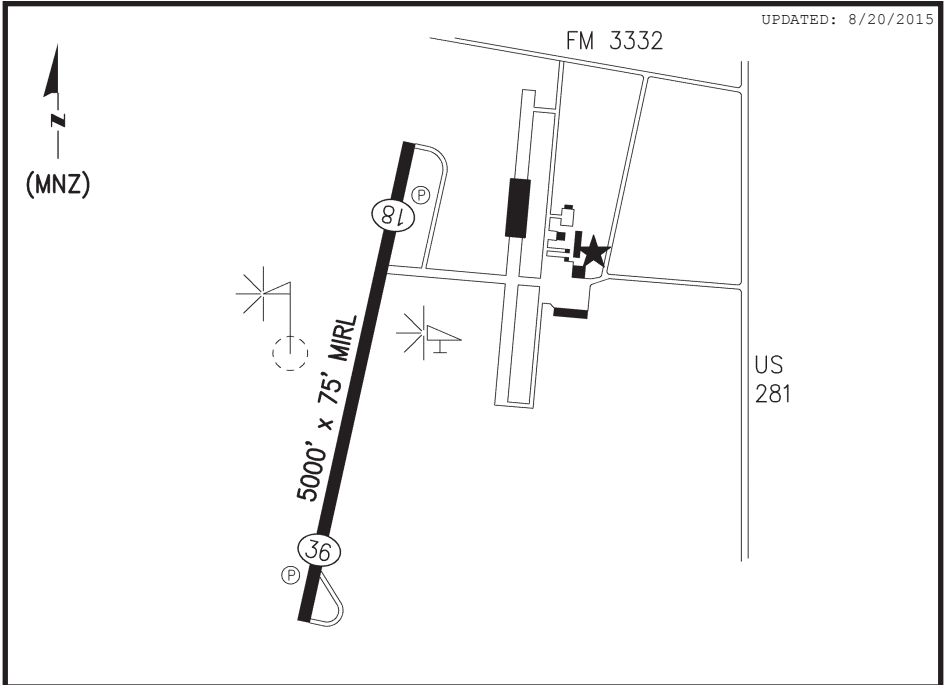 UPDATED: 8/20/2015
FM 3332
N
(MNZ)
P
18
5000' x 75' MIRL
US
281
36
P